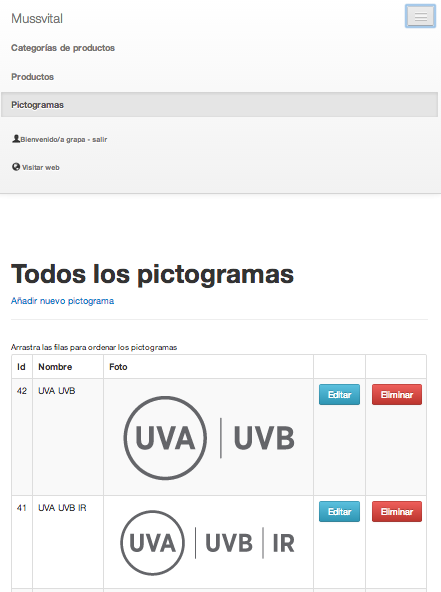 Mussvital
Categorías de productos
Productos
Pictogramas
Bienvenido/a grapa - salir
Visitar web
Todos los pictogramas
Añadir nuevo pictograma
Arrastra las filas para ordenar los pictogramas
Id Nombre Foto
42 UVA UVB UVA | UVB Editar Eliminar
41 UVA UVB IR UVA | UVB | IR Editar Eliminar